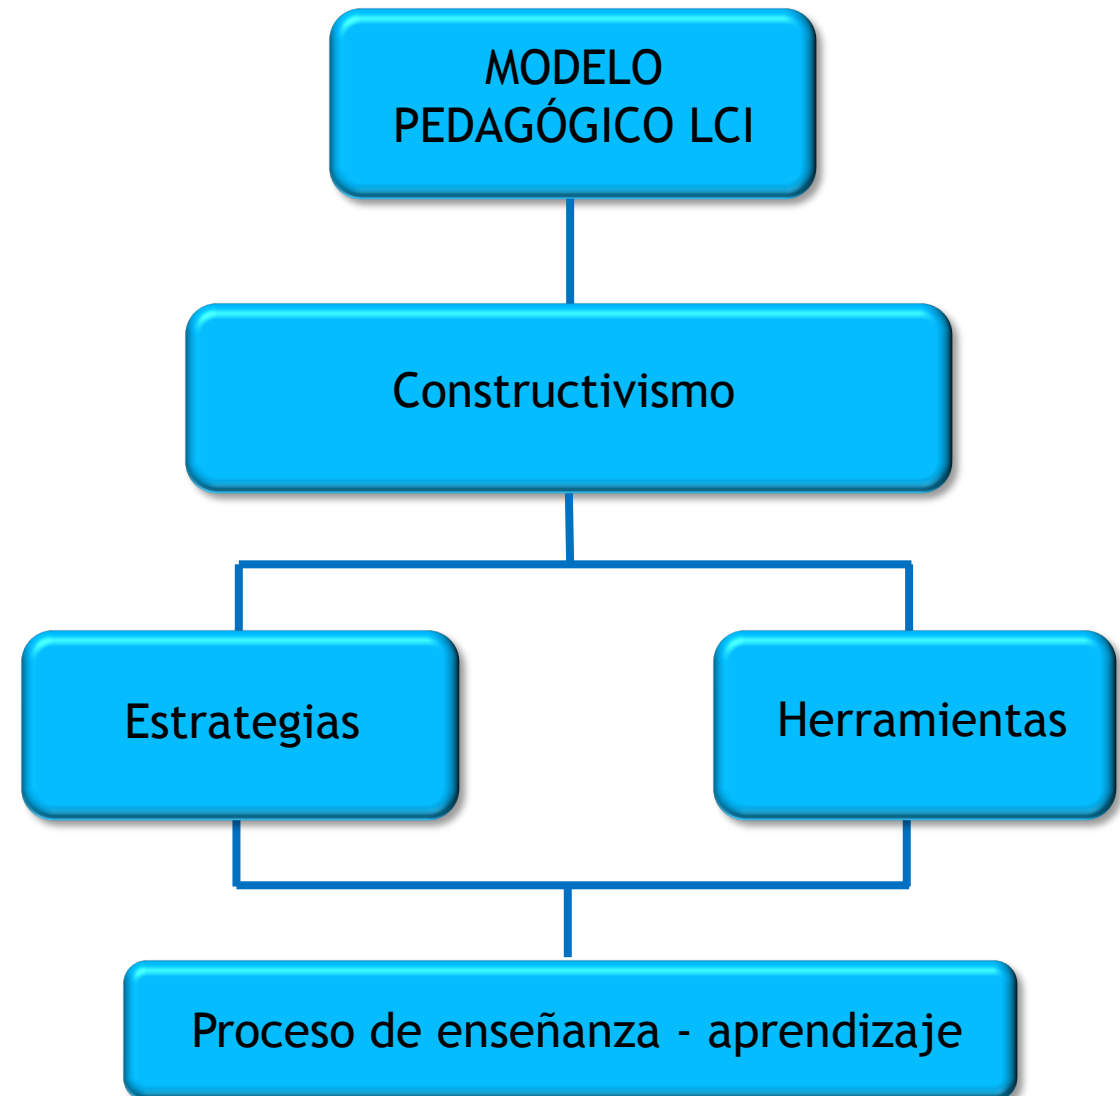 MODELO
PEDAGÓGICO LCI
Constructivismo
Estrategias
Herramientas
Proceso de enseñanza - aprendizaje